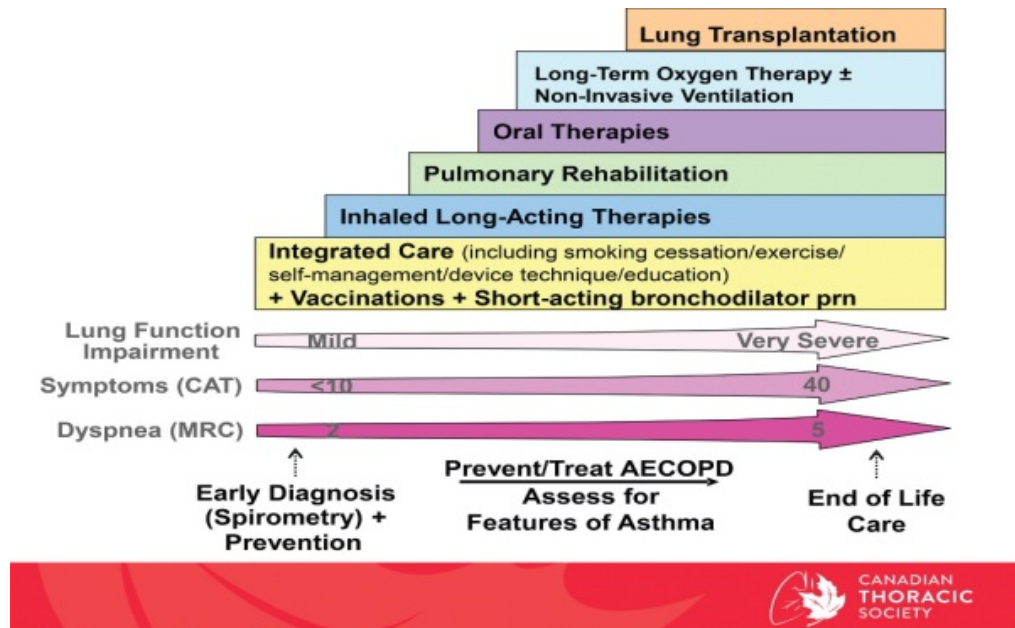 Lung Transplantation
Long-Term Oxygen Therapy ±
Non-Invasive Ventilation
Oral Therapies
Pulmonary Rehabilitation
Inhaled Long-Acting Therapies
Integrated Care (including smoking cessation/exercise/
self-management/device technique/education)
+ Vaccinations + Short-acting bronchodilator prn
Lung Function
Impairment
Mild
Very Severe
Symptoms (CAT)
<10
40
Dyspnea (MRC)
2
5
Early Diagnosis
(Spirometry) +
Prevention
Prevent/Treat AECOPD
Assess for
Features of Asthma
End of Life
Care
CANADIAN
THORACIC
SOCIETY